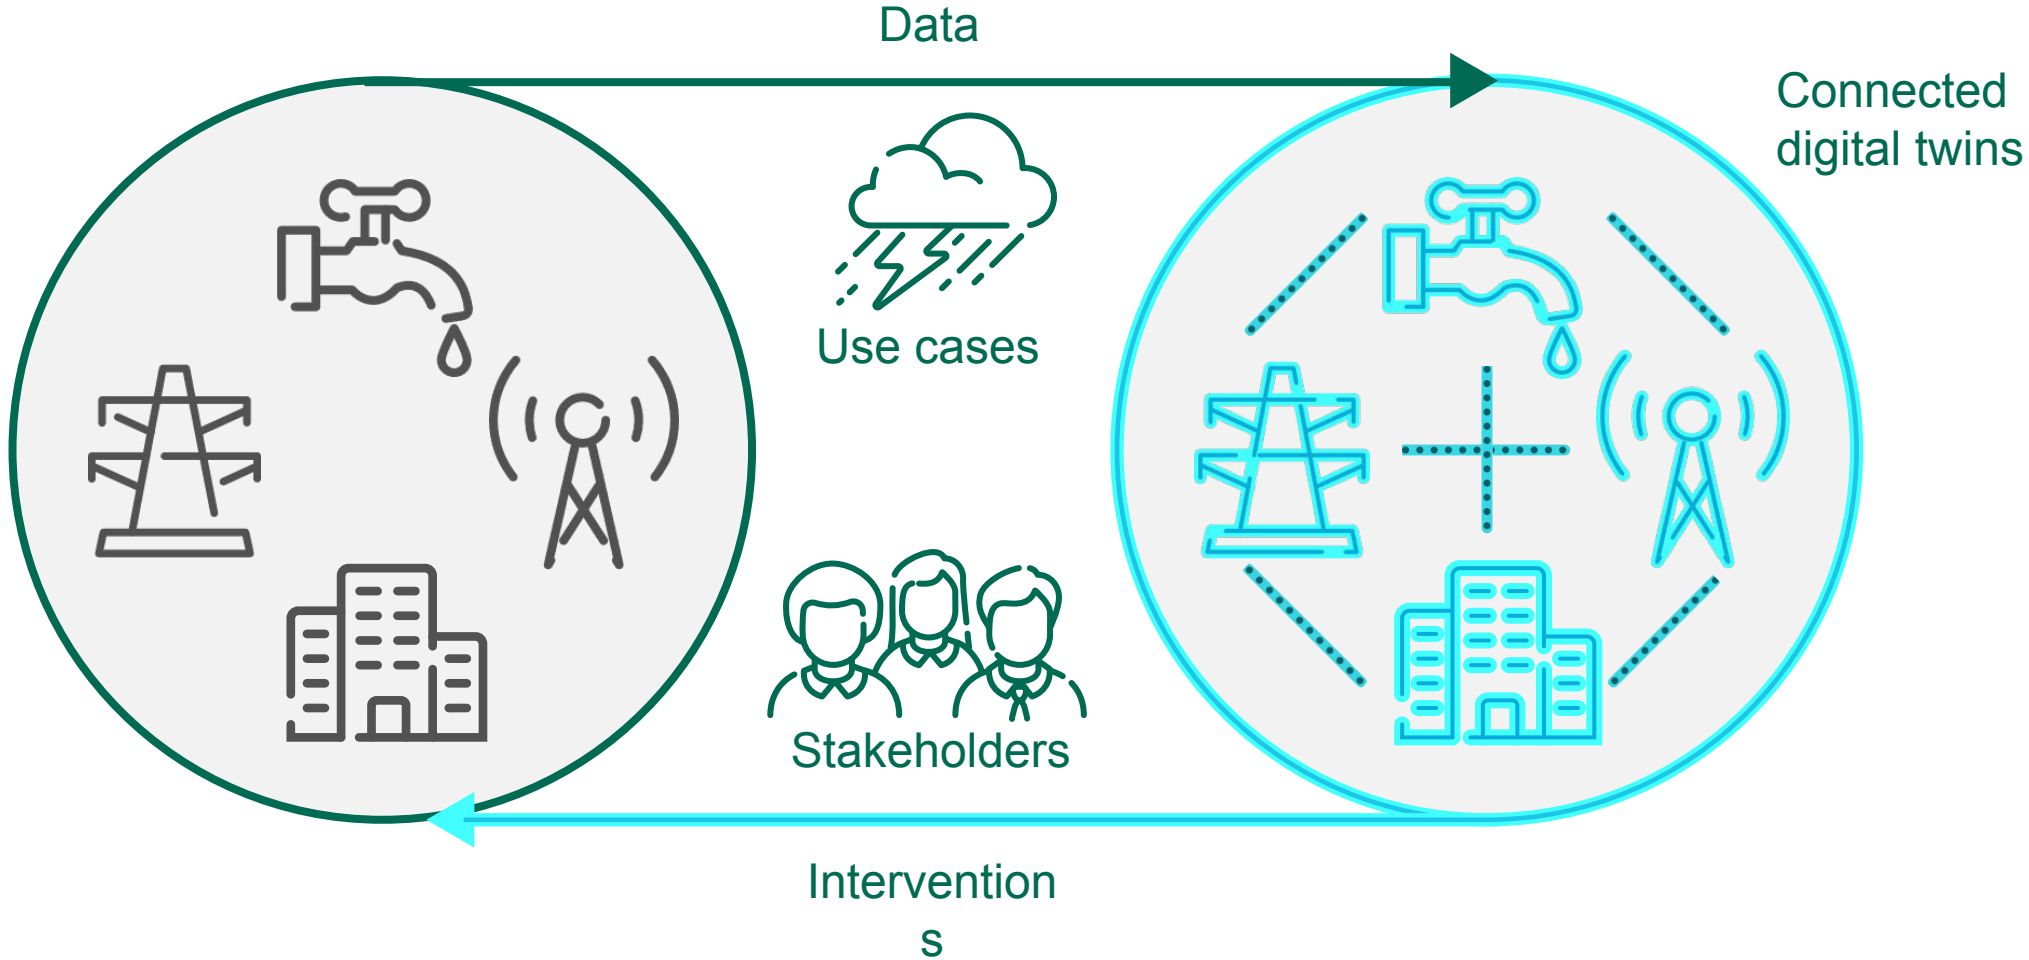 Data
Connected
digital twins
Use cases
Stakeholders
Intervention
s